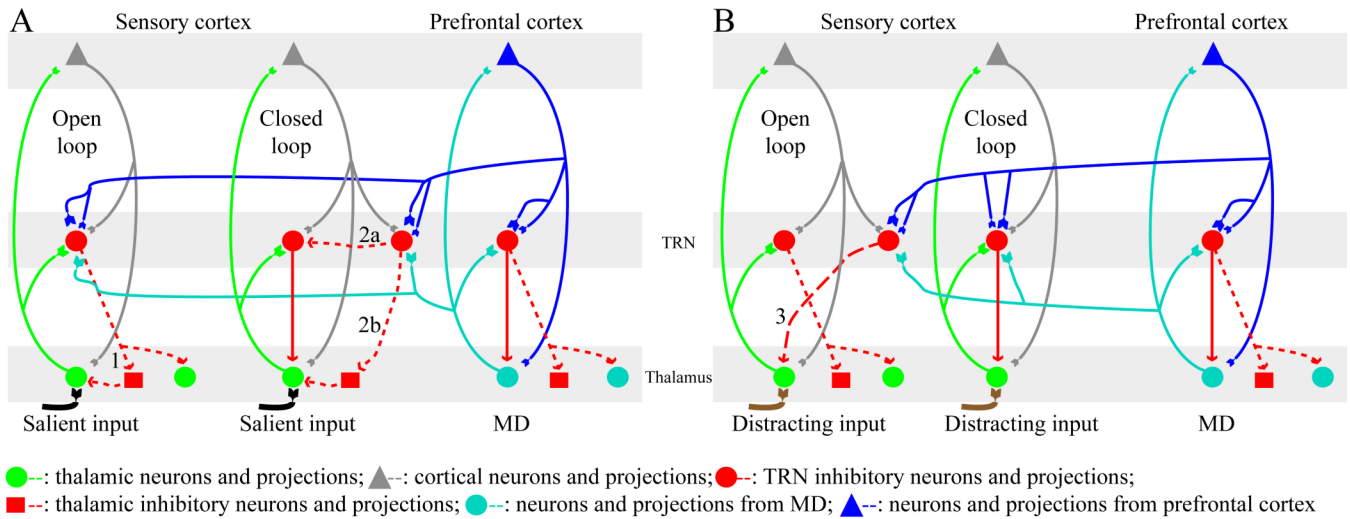 A
Sensory cortex
Prefrontal cortex
Open
loop
Closed
loop
2a
2b
1
Salient input
Salient input
MD
TRN
Thalamus
B
Sensory cortex
Prefrontal cortex
Open
loop
Closed
loop
3
Distracting input
Distracting input
MD
--: thalamic neurons and projections; --: cortical neurons and projections; --: TRN inhibitory neurons and projections;
--: thalamic inhibitory neurons and projections; --: neurons and projections from MD; --: neurons and projections from prefrontal cortex